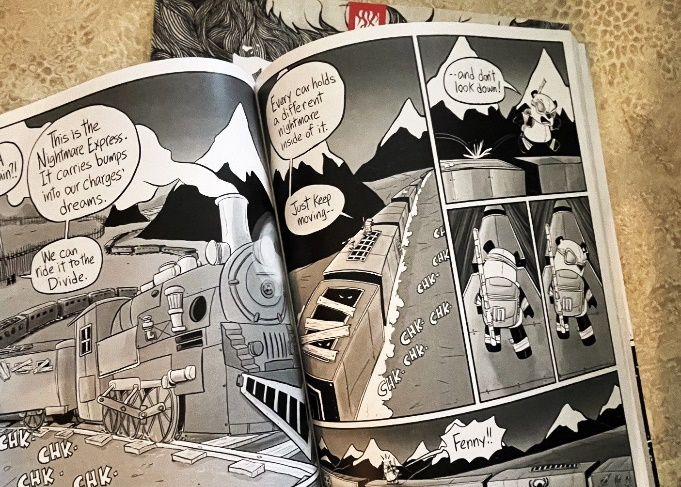 This is the
Nightmare Express.
It carries bumps
into our charges'
dreams.
We can
ride it to the
Divide.
CHK
CHK
CHK
CHK
Every car holds
a different
nightmare
inside of it.
Just keep
moving--
CHK
CHK
CHK
CHK
CHK
CHK
--and don't
look down!
Fenny!!